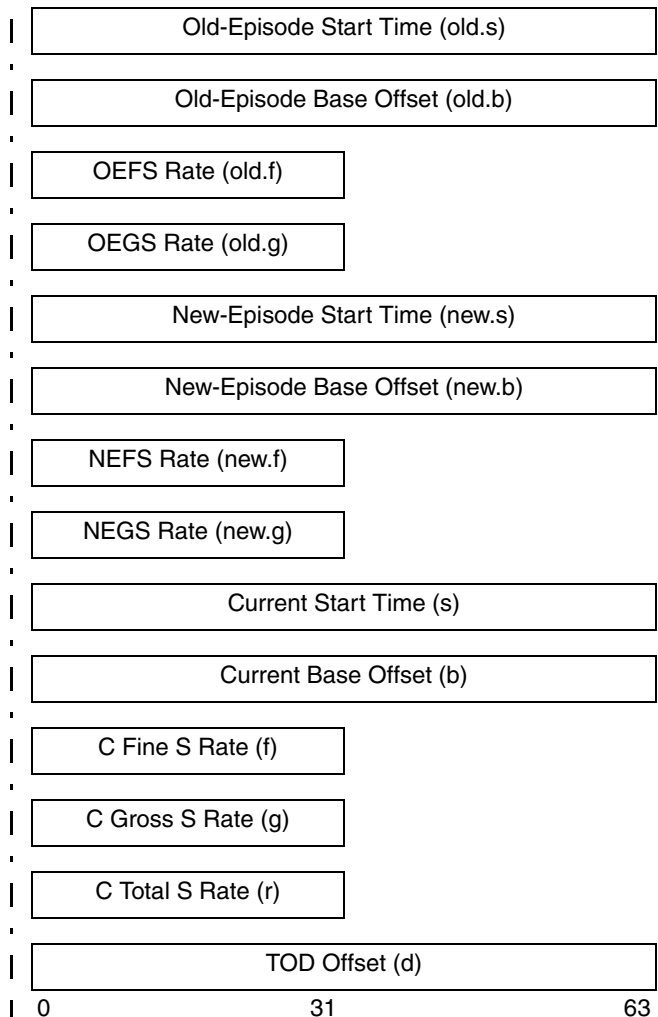 Old-Episode Start Time (old.s)
Old-Episode Base Offset (old.b)
OEFS Rate (old.f)
OEGS Rate (old.g)
New-Episode Start Time (new.s)
New-Episode Base Offset (new.b)
NEFS Rate (new.f)
NEGS Rate (new.g)
Current Start Time (s)
Current Base Offset (b)
C Fine S Rate (f)
C Gross S Rate (g)
C Total S Rate (r)
TOD Offset (d)
0 31 63